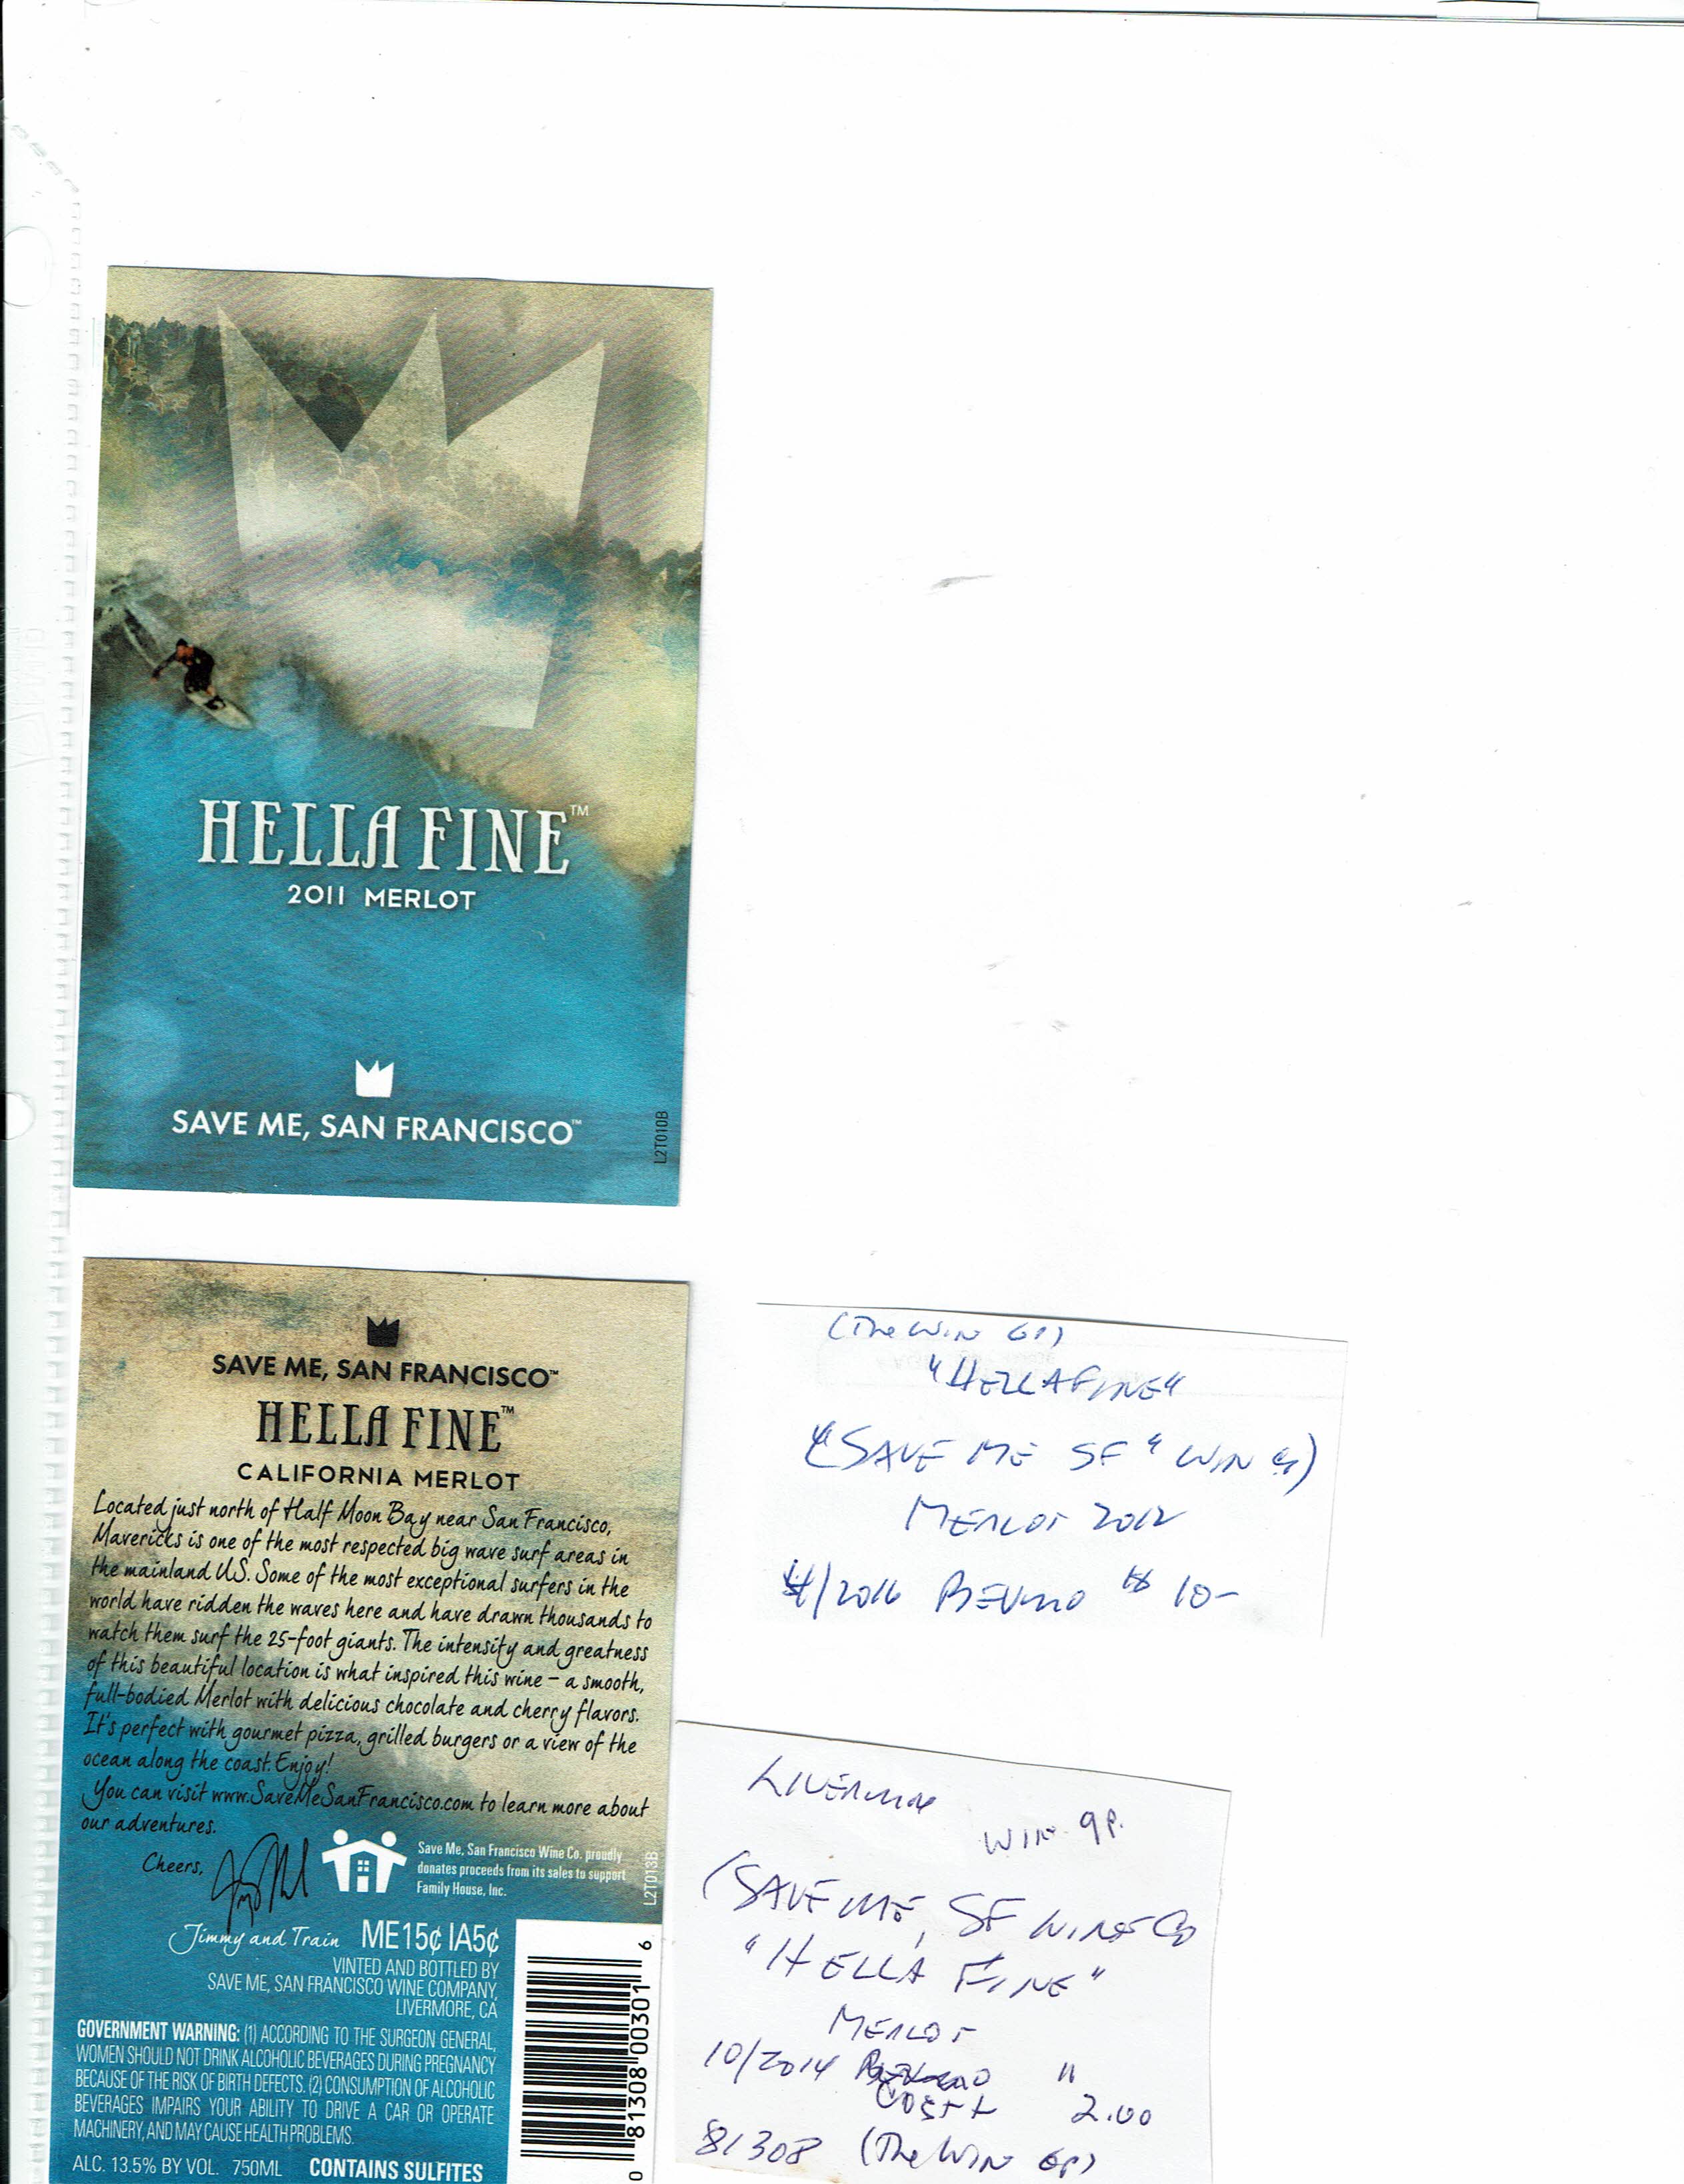 HELLA FINE™
2011 MERLOT
SAVE ME, SAN FRANCISCO™
L2T010B
SAVE ME, SAN FRANCISCO™
HELLA FINE™
CALIFORNIA MERLOT
Located just north of Half Moon Bay near San Francisco,
Mavericks is one of the most respected big wave surf areas in
the mainland U.S. Some of the most exceptional surfers in the
world have ridden the waves here and have drawn thousands to
watch them surf the 25-foot giants. The intensity and greatness
of this beautiful location is what inspired this wine – a smooth,
full-bodied Merlot with delicious chocolate and cherry flavors.
It's perfect with gourmet pizza, grilled burgers or a view of the
ocean along the coast. Enjoy!
You can visit www.SaveMeSanFrancisco.com to learn more about
our adventures.
Cheers,
Jimmy and Train
Save Me, San Francisco Wine Co. proudly
donates proceeds from its sales to support
Family House, Inc.
L2T013B
ME15¢ IA5¢
VINTED AND BOTTLED BY
SAVE ME, SAN FRANCISCO WINE COMPANY,
LIVERMORE, CA
GOVERNMENT WARNING: (1) ACCORDING TO THE SURGEON GENERAL,
WOMEN SHOULD NOT DRINK ALCOHOLIC BEVERAGES DURING PREGNANCY
BECAUSE OF THE RISK OF BIRTH DEFECTS. (2) CONSUMPTION OF ALCOHOLIC
BEVERAGES IMPAIRS YOUR ABILITY TO DRIVE A CAR OR OPERATE
MACHINERY, AND MAY CAUSE HEALTH PROBLEMS.
ALC. 13.5% BY VOL. 750ML CONTAINS SULFITES
0 81308 00301 6
(The Win GP)
"HELLA FINE"
("SAVE ME SF" WIN
MERLOT 2012
4/2016 BEVMO $ 10-
LIVERMORE
WIN GP.
(SAVE ME, SF WINE CO
"HELLA FINE"
MERLOT
10/2014 "
2.00
81308 (The Win GP)